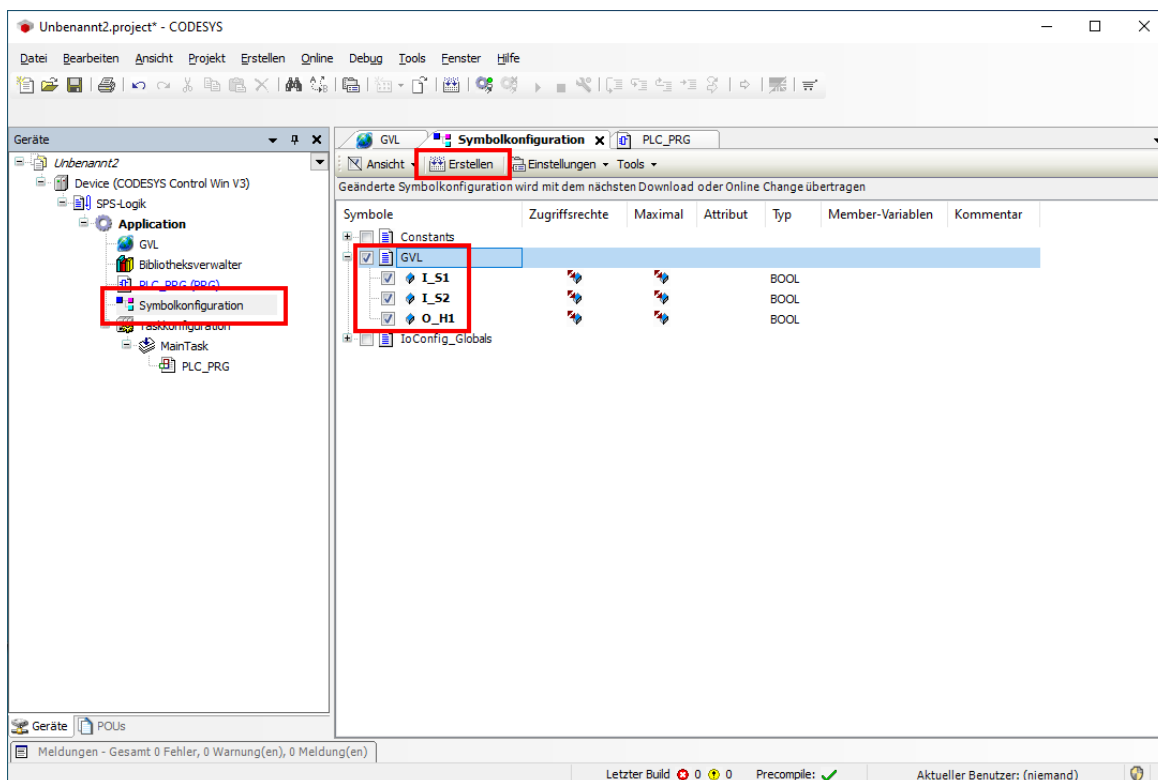 Unbenannt2.project* - CODESYS
Datei Bearbeiten Ansicht Projekt Erstellen Online Debug Tools Fenster Hilfe
Geräte
Unbenannt2
Device (CODESYS Control Win V3)
SPS-Logik
Application
GVL
Bibliotheksverwalter
PLC_PRG (PRG)
Symbolkonfiguration
Taskkonfiguration
MainTask
PLC_PRG
Geräte POUs
GVL Symbolkonfiguration PLC_PRG
Ansicht Erstellen Einstellungen Tools
Geänderte Symbolkonfiguration wird mit dem nächsten Download oder Online Change übertragen
Symbole Zugriffsrechte Maximal Attribut Typ Member-Variablen Kommentar
Constants
GVL
I_S1 BOOL
I_S2 BOOL
O_H1 BOOL
IoConfig_Globals
Meldungen - Gesamt 0 Fehler, 0 Warnung(en), 0 Meldung(en)
Letzter Build 0 0 Precompile: Aktueller Benutzer: (niemand)